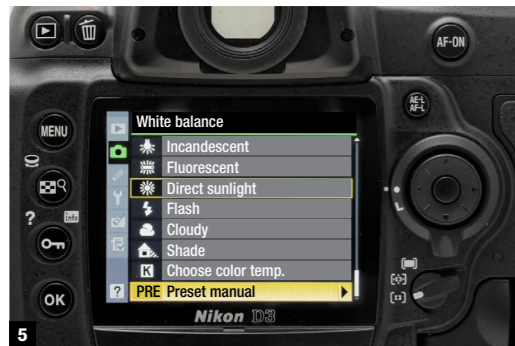 AF-ON
AE-L
AF-L
MENU
White balance
Incandescent
Fluorescent
Direct sunlight
Flash
Cloudy
Shade
K Choose color temp.
PRE Preset manual
?
? info
OK
L
Nikon D3
5